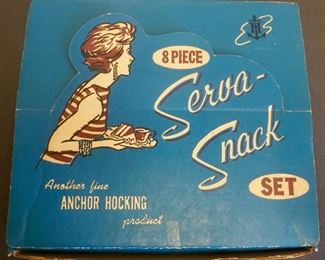 8 PIECE
Serva-
Snack
SET
Another fine
ANCHOR HOCKING
product